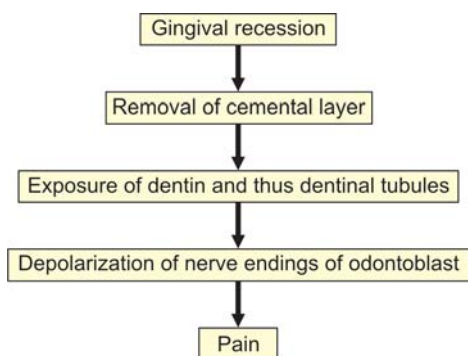 Gingival recession
Removal of cemental layer
Exposure of dentin and thus dentinal tubules
Depolarization of nerve endings of odontoblast
Pain